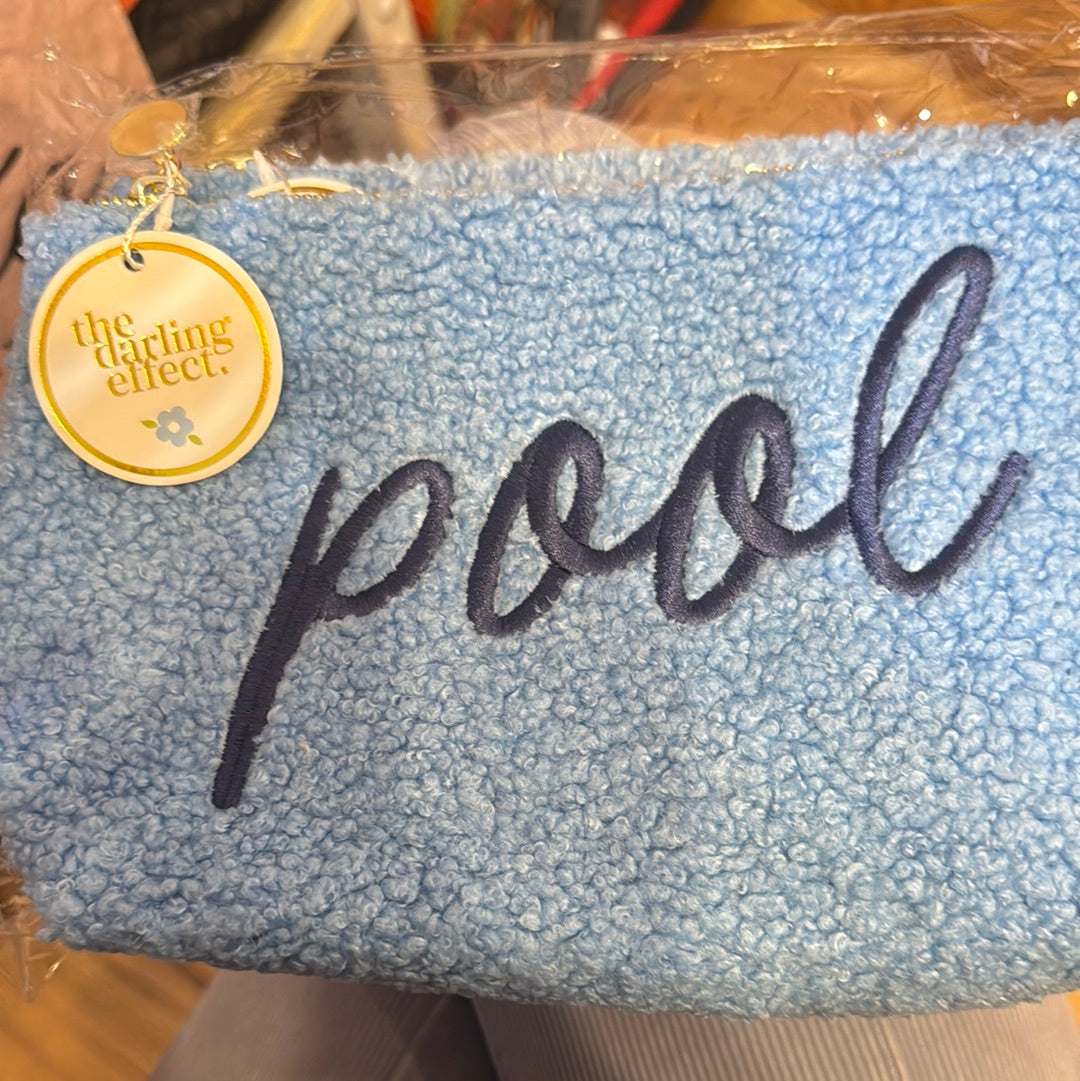 the
darling
effect.
pool